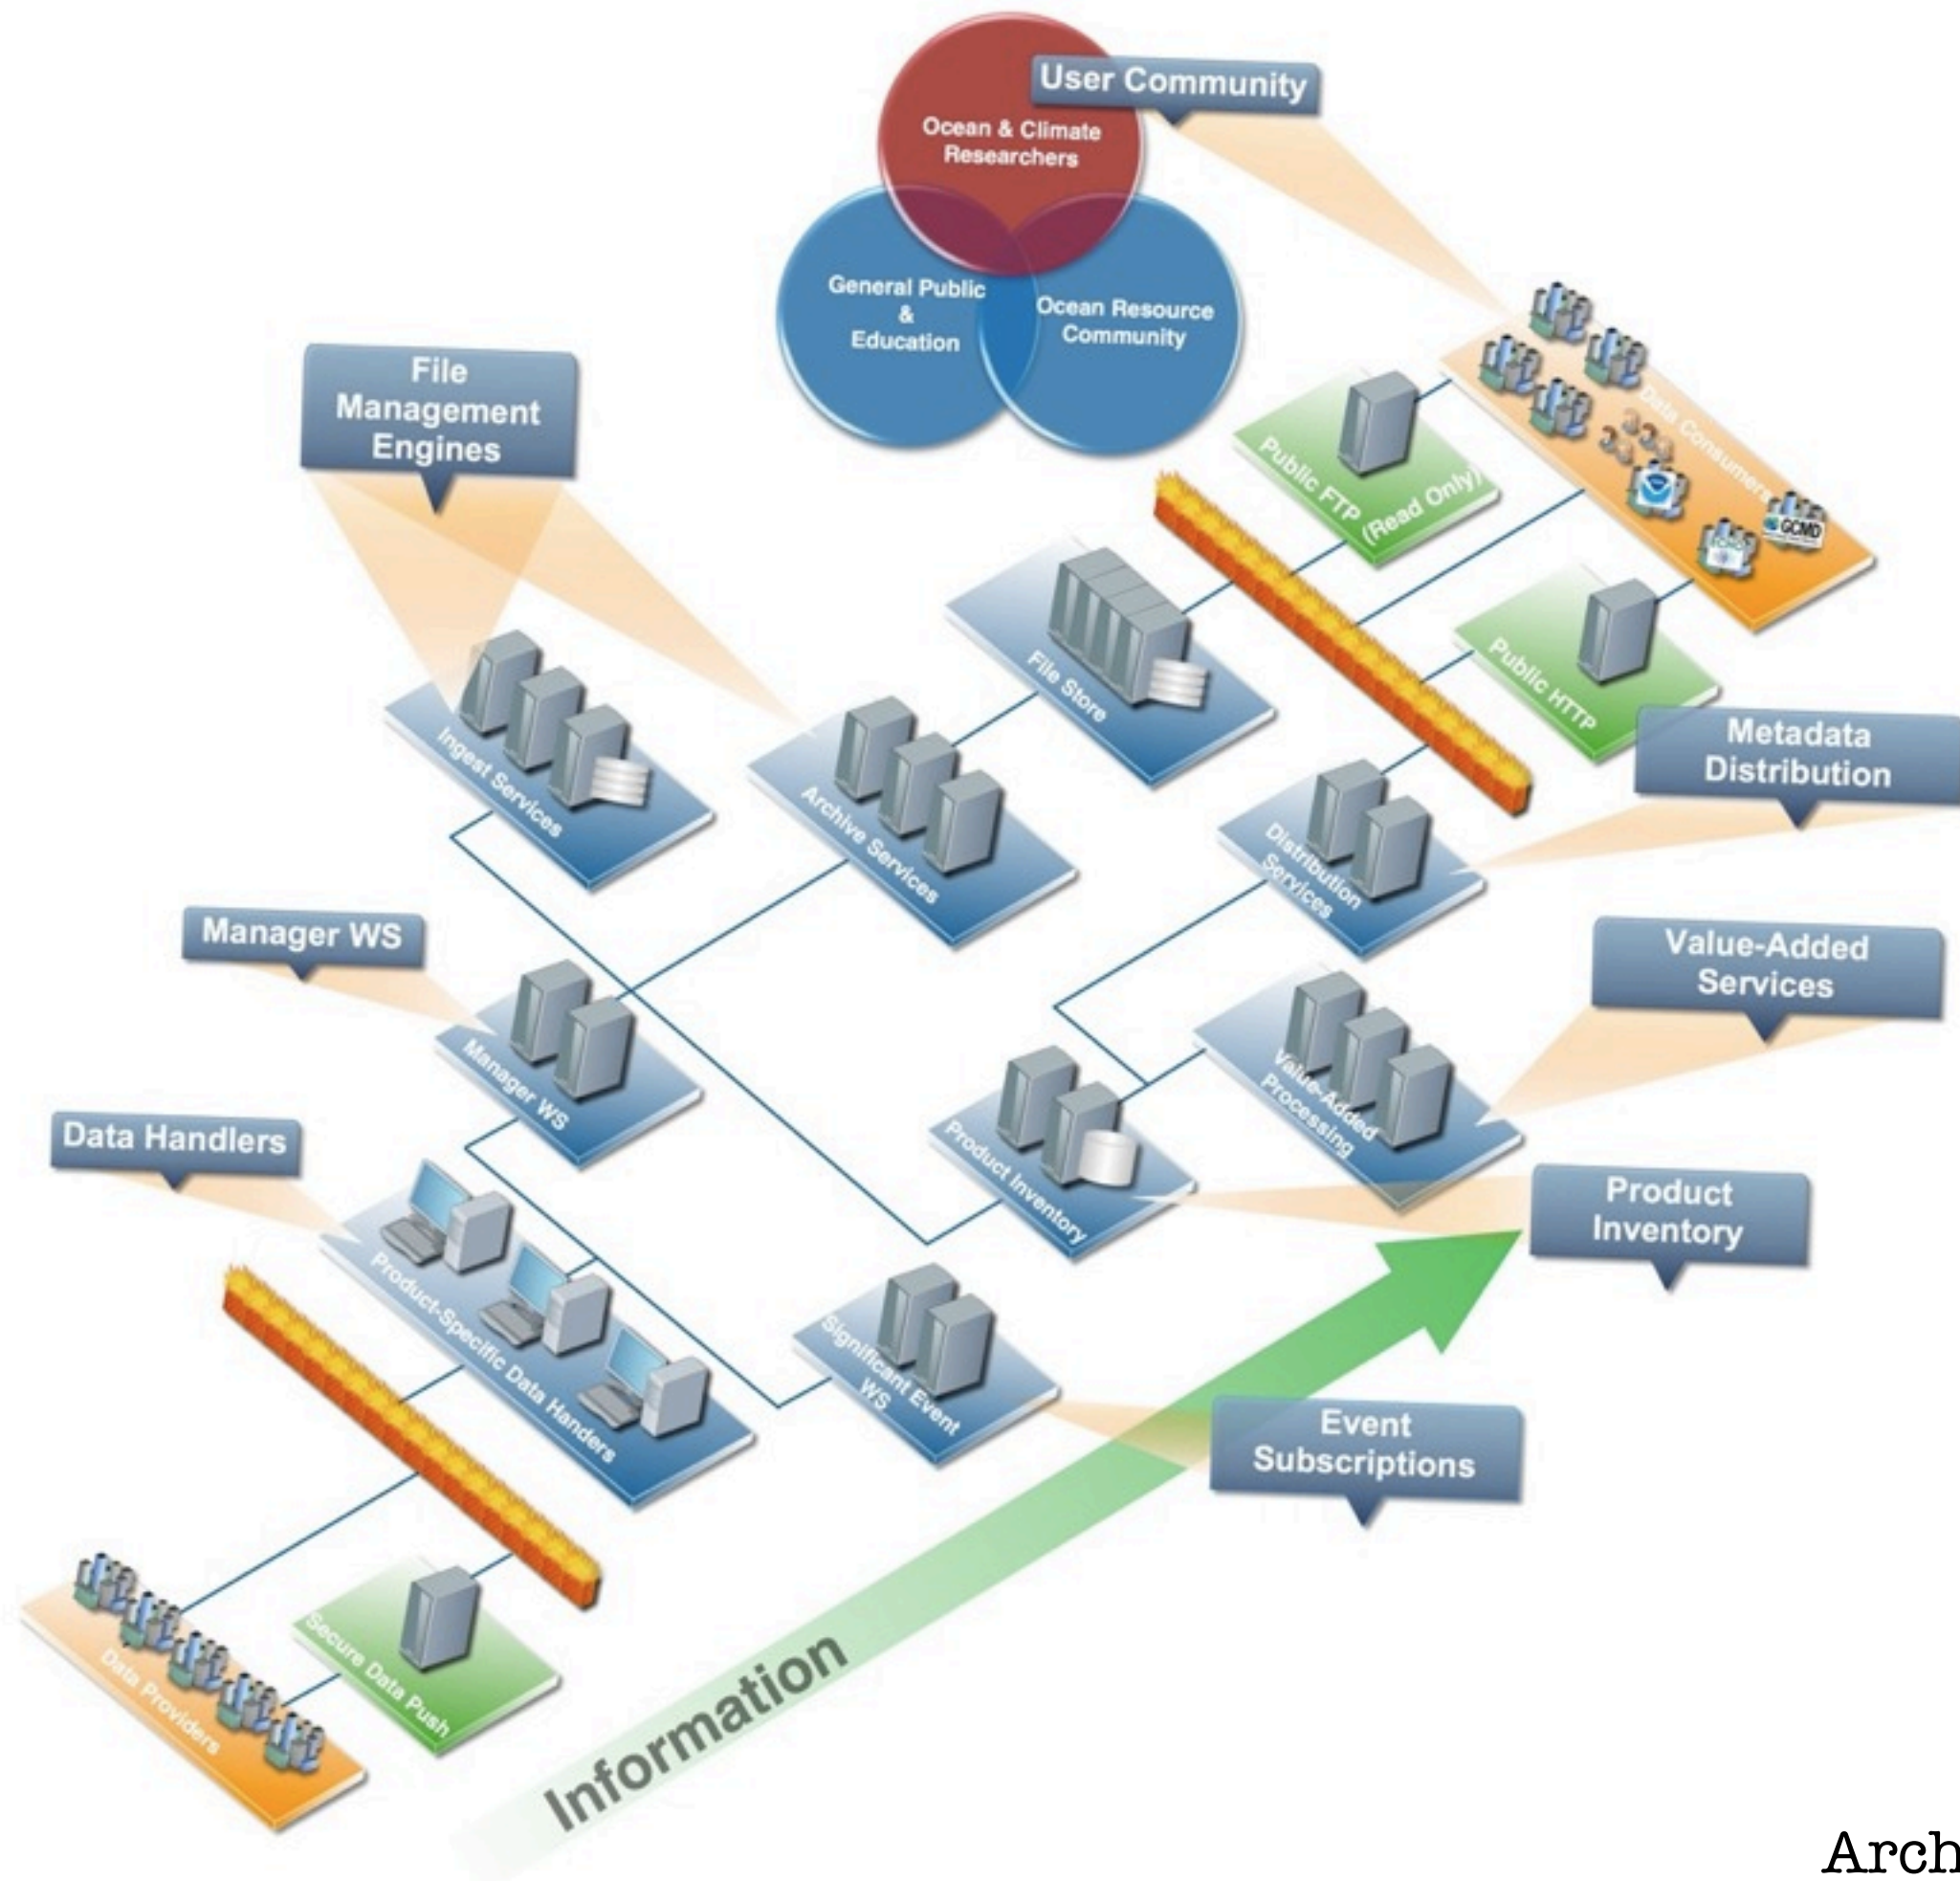 User Community
Ocean & Climate
Researchers
General Public
&
Education
Ocean Resource
Community
File
Management
Engines
Data Consumers
GCMD
Public FTP
(Read Only)
File Store
Public HTTP
Metadata
Distribution
Ingest Services
Archive Services
Distribution
Services
Manager WS
Value-Added
Services
Manager WS
Value-Added
Processing
Data Handlers
Product Inventory
Product
Inventory
Product-Specific Data Handers
Significant Event
WS
Event
Subscriptions
Secure Data Push
Data Providers
Information
Arch